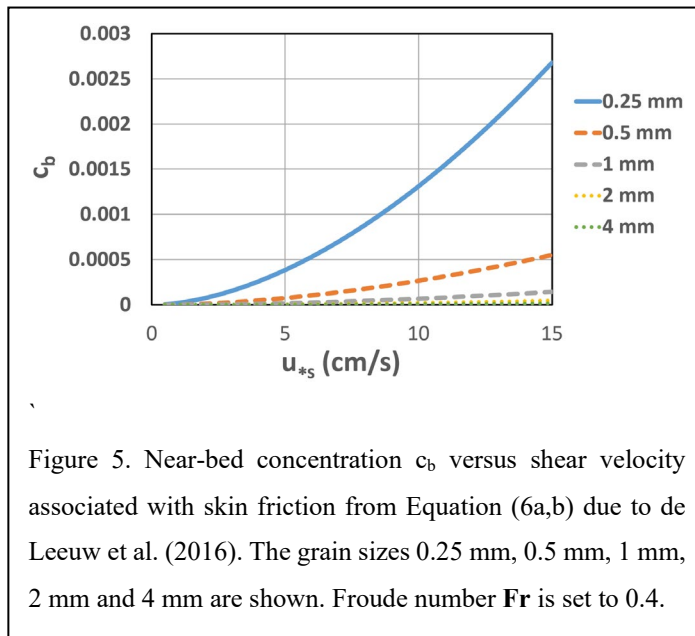 0.003
0.0025
0.002
0.0015
0.001
0.0005
0
c_b
0 5 10 15
u_*s (cm/s)
0.25 mm
0.5 mm
1 mm
2 mm
4 mm
`
Figure 5. Near-bed concentration c_b versus shear velocity
associated with skin friction from Equation (6a,b) due to de
Leeuw et al. (2016). The grain sizes 0.25 mm, 0.5 mm, 1 mm,
2 mm and 4 mm are shown. Froude number Fr is set to 0.4.